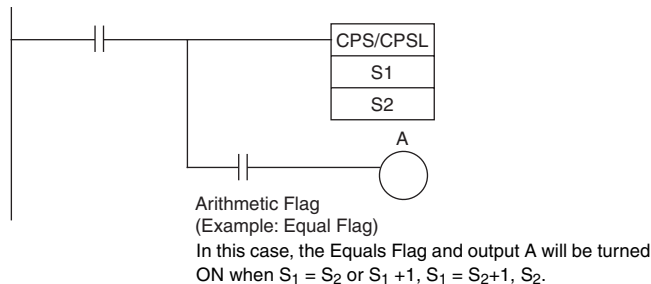 CPS/CPSL
S1
S2
A
Arithmetic Flag
(Example: Equal Flag)
In this case, the Equals Flag and output A will be turned
ON when S₁ = S₂ or S₁ +1, S₁ = S₂+1, S₂.